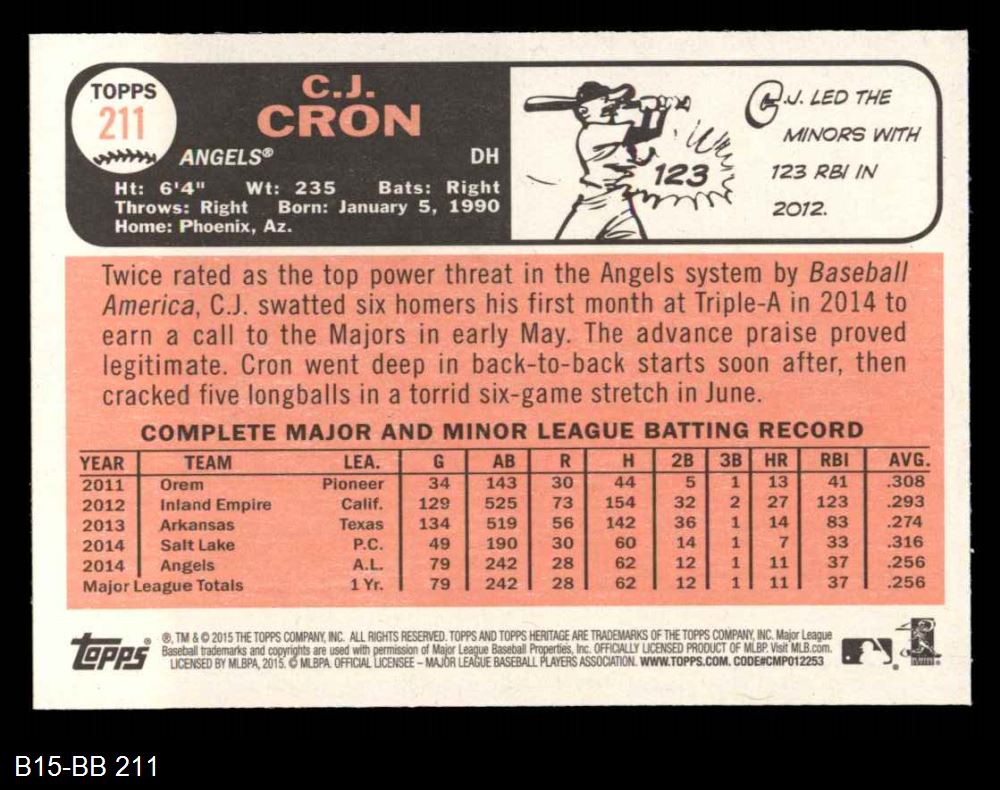 TOPPS
211
C.J.
CRON
ANGELS® DH
Ht: 6'4" Wt: 235 Bats: Right
Throws: Right Born: January 5, 1990
Home: Phoenix, Az.
123
C.J. LED THE
MINORS WITH
123 RBI IN
2012.
Twice rated as the top power threat in the Angels system by Baseball
America, C.J. swatted six homers his first month at Triple-A in 2014 to
earn a call to the Majors in early May. The advance praise proved
legitimate. Cron went deep in back-to-back starts soon after, then
cracked five longballs in a torrid six-game stretch in June.
COMPLETE MAJOR AND MINOR LEAGUE BATTING RECORD
YEAR TEAM LEA. G AB R H 2B 3B HR RBI AVG.
2011 Orem Pioneer 34 143 30 44 5 1 13 41 .308
2012 Inland Empire Calif. 129 525 73 154 32 2 27 123 .293
2013 Arkansas Texas 134 519 56 142 36 1 14 83 .274
2014 Salt Lake P.C. 49 190 30 60 14 1 7 33 .316
2014 Angels A.L. 79 242 28 62 12 1 11 37 .256
Major League Totals 1 Yr. 79 242 28 62 12 1 11 37 .256
topps® ®, TM & © 2015 THE TOPPS COMPANY, INC. ALL RIGHTS RESERVED. TOPPS AND TOPPS HERITAGE ARE TRADEMARKS OF THE TOPPS COMPANY, INC. Major League
Baseball trademarks and copyrights are used with permission of Major League Baseball Properties, Inc. OFFICIALLY LICENSED PRODUCT OF MLBP. Visit MLB.com.
LICENSED BY MLBPA, 2015. © MLBPA. OFFICIAL LICENSEE – MAJOR LEAGUE BASEBALL PLAYERS ASSOCIATION. WWW.TOPPS.COM. CODE#CMP012253
B15-BB 211